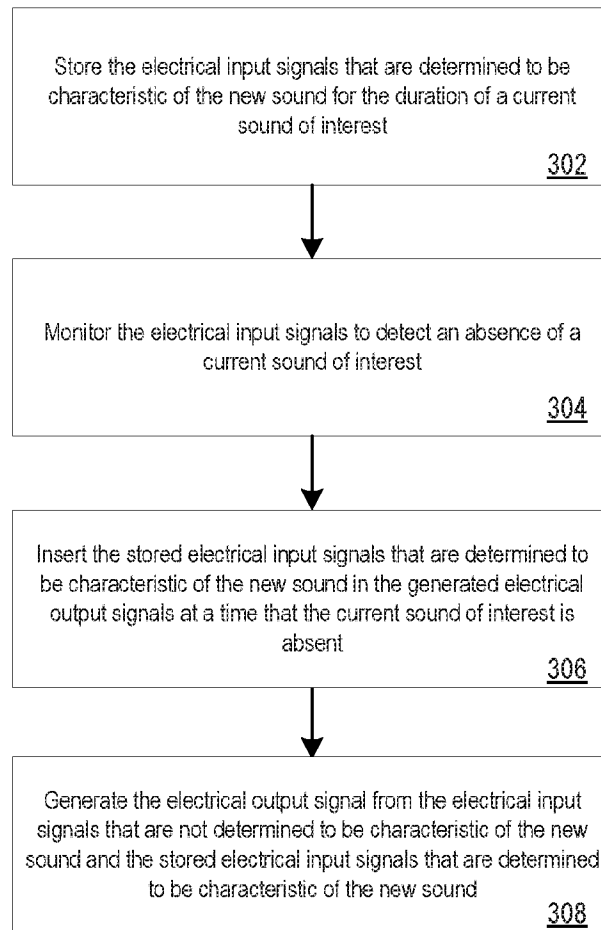 Store the electrical input signals that are determined to be
characteristic of the new sound for the duration of a current
sound of interest
302
Monitor the electrical input signals to detect an absence of a
current sound of interest
304
Insert the stored electrical input signals that are determined to
be characteristic of the new sound in the generated electrical
output signals at a time that the current sound of interest is
absent
306
Generate the electrical output signal from the electrical input
signals that are not determined to be characteristic of the new
sound and the stored electrical input signals that are determined
to be characteristic of the new sound
308